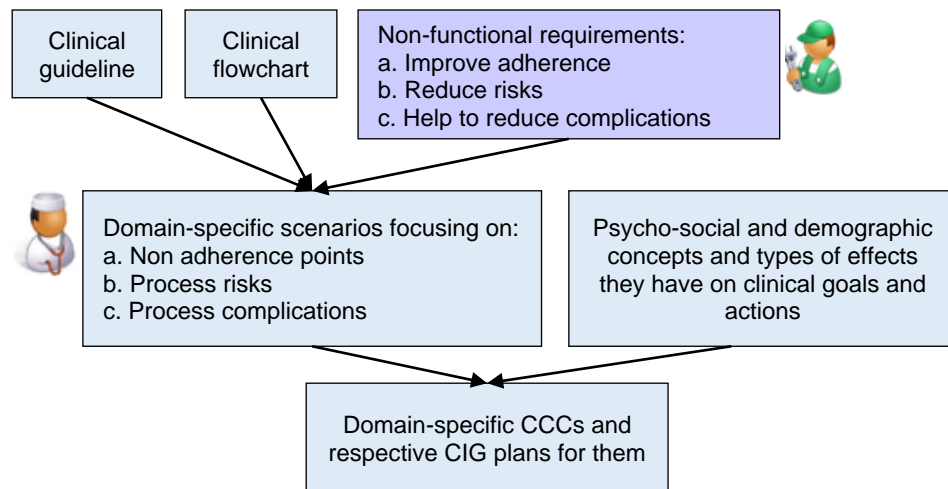 Clinical
guideline
Clinical
flowchart
Non-functional requirements:
a. Improve adherence
b. Reduce risks
c. Help to reduce complications
Domain-specific scenarios focusing on:
a. Non adherence points
b. Process risks
c. Process complications
Psycho-social and demographic
concepts and types of effects
they have on clinical goals and
actions
Domain-specific CCCs and
respective CIG plans for them